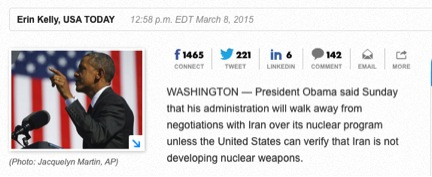 Erin Kelly, USA TODAY 12:58 p.m. EDT March 8, 2015
f 1465 221 in 6 142
CONNECT TWEET LINKEDIN COMMENT EMAIL MORE
WASHINGTON — President Obama said Sunday
that his administration will walk away from
negotiations with Iran over its nuclear program
unless the United States can verify that Iran is not
developing nuclear weapons.
(Photo: Jacquelyn Martin, AP)